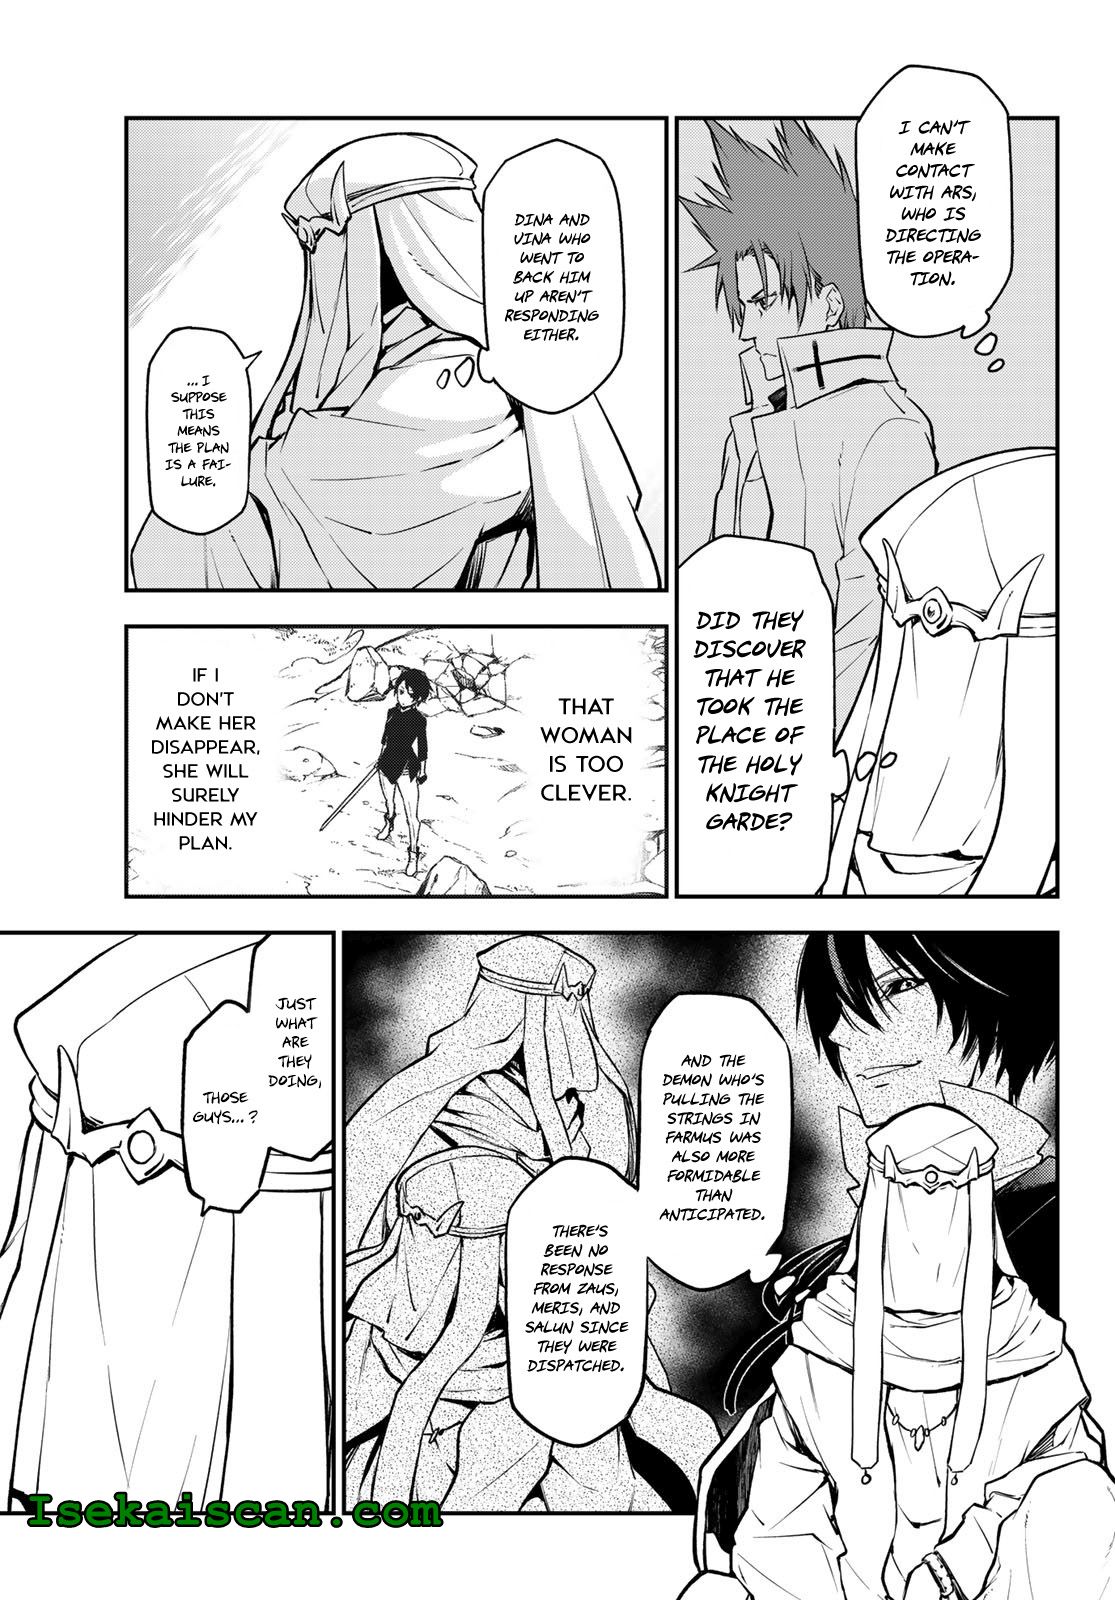 I CAN'T
MAKE
CONTACT
WITH ARS,
WHO IS
DIRECTING
THE OPERA-
TION.
DID THEY
DISCOVER
THAT HE
TOOK THE
PLACE OF
THE HOLY
KNIGHT
GARDE?
DINA AND
VINA WHO
WENT TO
BACK HIM
UP AREN'T
RESPONDING
EITHER.
... I
SUPPOSE
THIS
MEANS
THE PLAN
IS A FAI-
LURE.
THAT
WOMAN
IS TOO
CLEVER.
IF I
DON'T
MAKE HER
DISAPPEAR,
SHE WILL
SURELY
HINDER MY
PLAN.
AND THE
DEMON WHO'S
PULLING THE
STRINGS IN
FARMUS WAS
ALSO MORE
FORMIDABLE
THAN
ANTICIPATED.
THERE'S
BEEN NO
RESPONSE
FROM ZAUS,
MERIS, AND
SALUN SINCE
THEY WERE
DISPATCHED.
JUST
WHAT
ARE
THEY
DOING,
THOSE
GUYS... ?
Isekaiscan.com